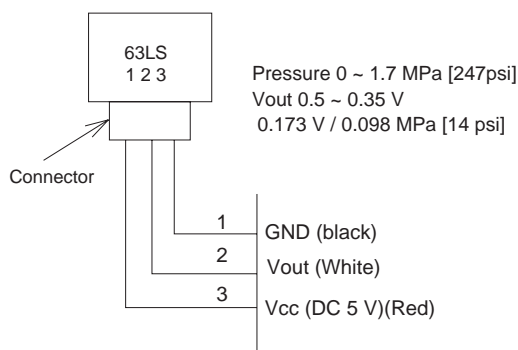 63LS
1 2 3
Pressure 0 ~ 1.7 MPa [247psi]
Vout 0.5 ~ 0.35 V
0.173 V / 0.098 MPa [14 psi]
Connector
1
GND (black)
2
Vout (White)
3
Vcc (DC 5 V)(Red)